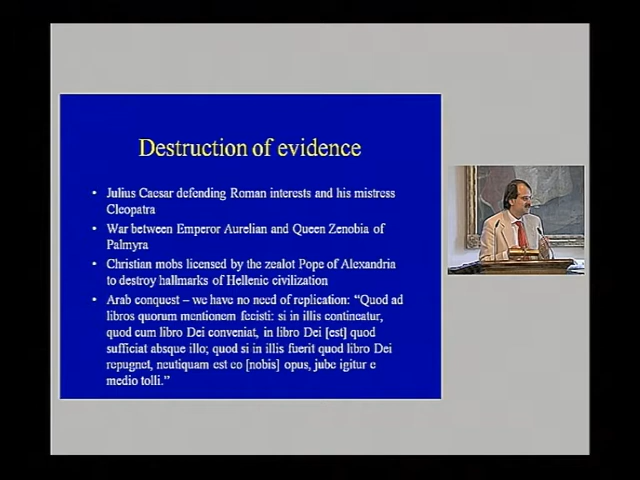 Destruction of evidence
• Julius Caesar defending Roman interests and his mistress
Cleopatra
• War between Emperor Aurelian and Queen Zenobia of
Palmyra
• Christian mobs licensed by the zealot Pope of Alexandria
to destroy hallmarks of Hellenic civilization
• Arab conquest – we have no need of replication: “Quod ad
libros quorum mentionem fecisti: si in illis contineatur,
quod cum libro Dei conveniat, in libro Dei [est] quod
sufficiat absque illo; quod si in illis fuerit quod libro Dei
repugnet, neutiquam est eo [nobis] opus, jube igitur e
medio tolli.”